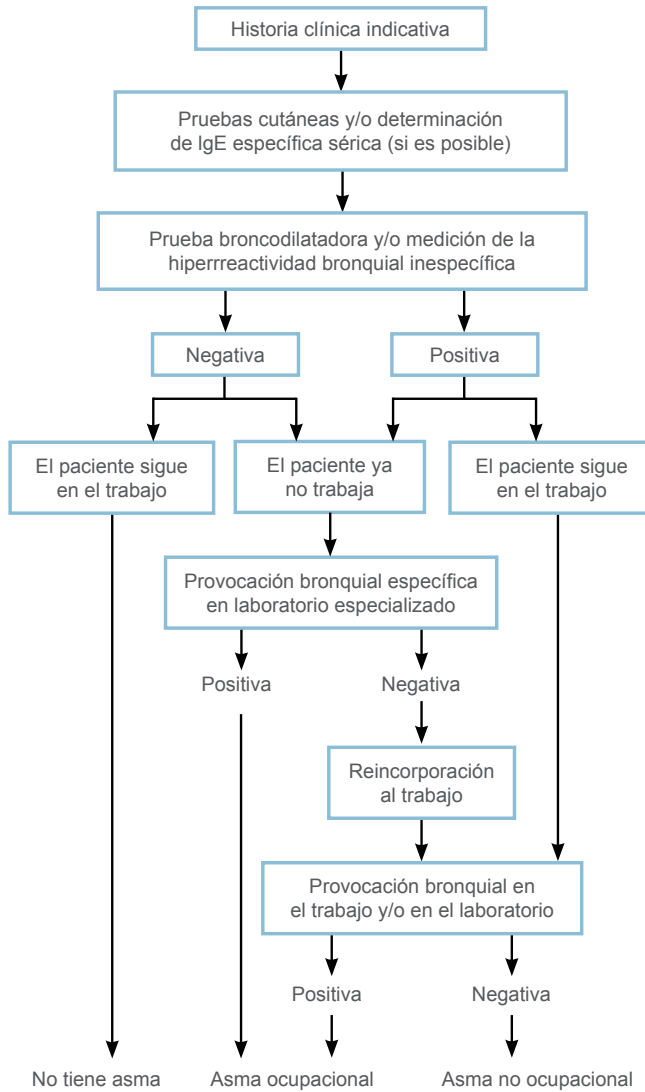 Historia clínica indicativa
Pruebas cutáneas y/o determinación
de IgE específica sérica (si es posible)
Prueba broncodilatadora y/o medición de la
hiperrreactividad bronquial inespecífica
Negativa
Positiva
El paciente sigue
en el trabajo
El paciente ya
no trabaja
El paciente sigue
en el trabajo
Provocación bronquial específica
en laboratorio especializado
Positiva
Negativa
Reincorporación
al trabajo
Provocación bronquial en
el trabajo y/o en el laboratorio
Positiva
Negativa
No tiene asma
Asma ocupacional
Asma no ocupacional